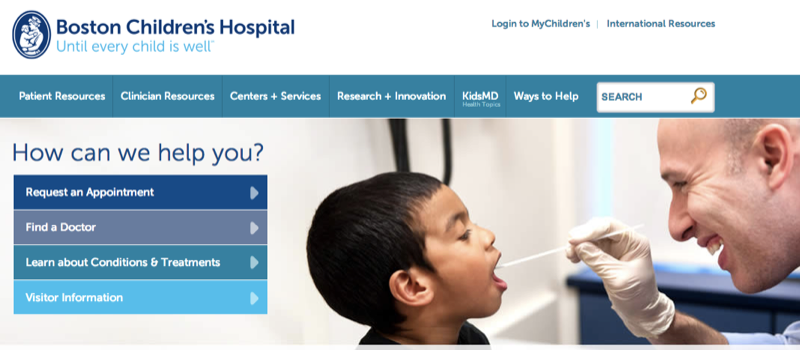 Boston Children's Hospital
Until every child is well™
Login to MyChildren's | International Resources
Patient Resources
Clinician Resources
Centers + Services
Research + Innovation
KidsMD
Health Topics
Ways to Help
SEARCH
How can we help you?
Request an Appointment
Find a Doctor
Learn about Conditions & Treatments
Visitor Information